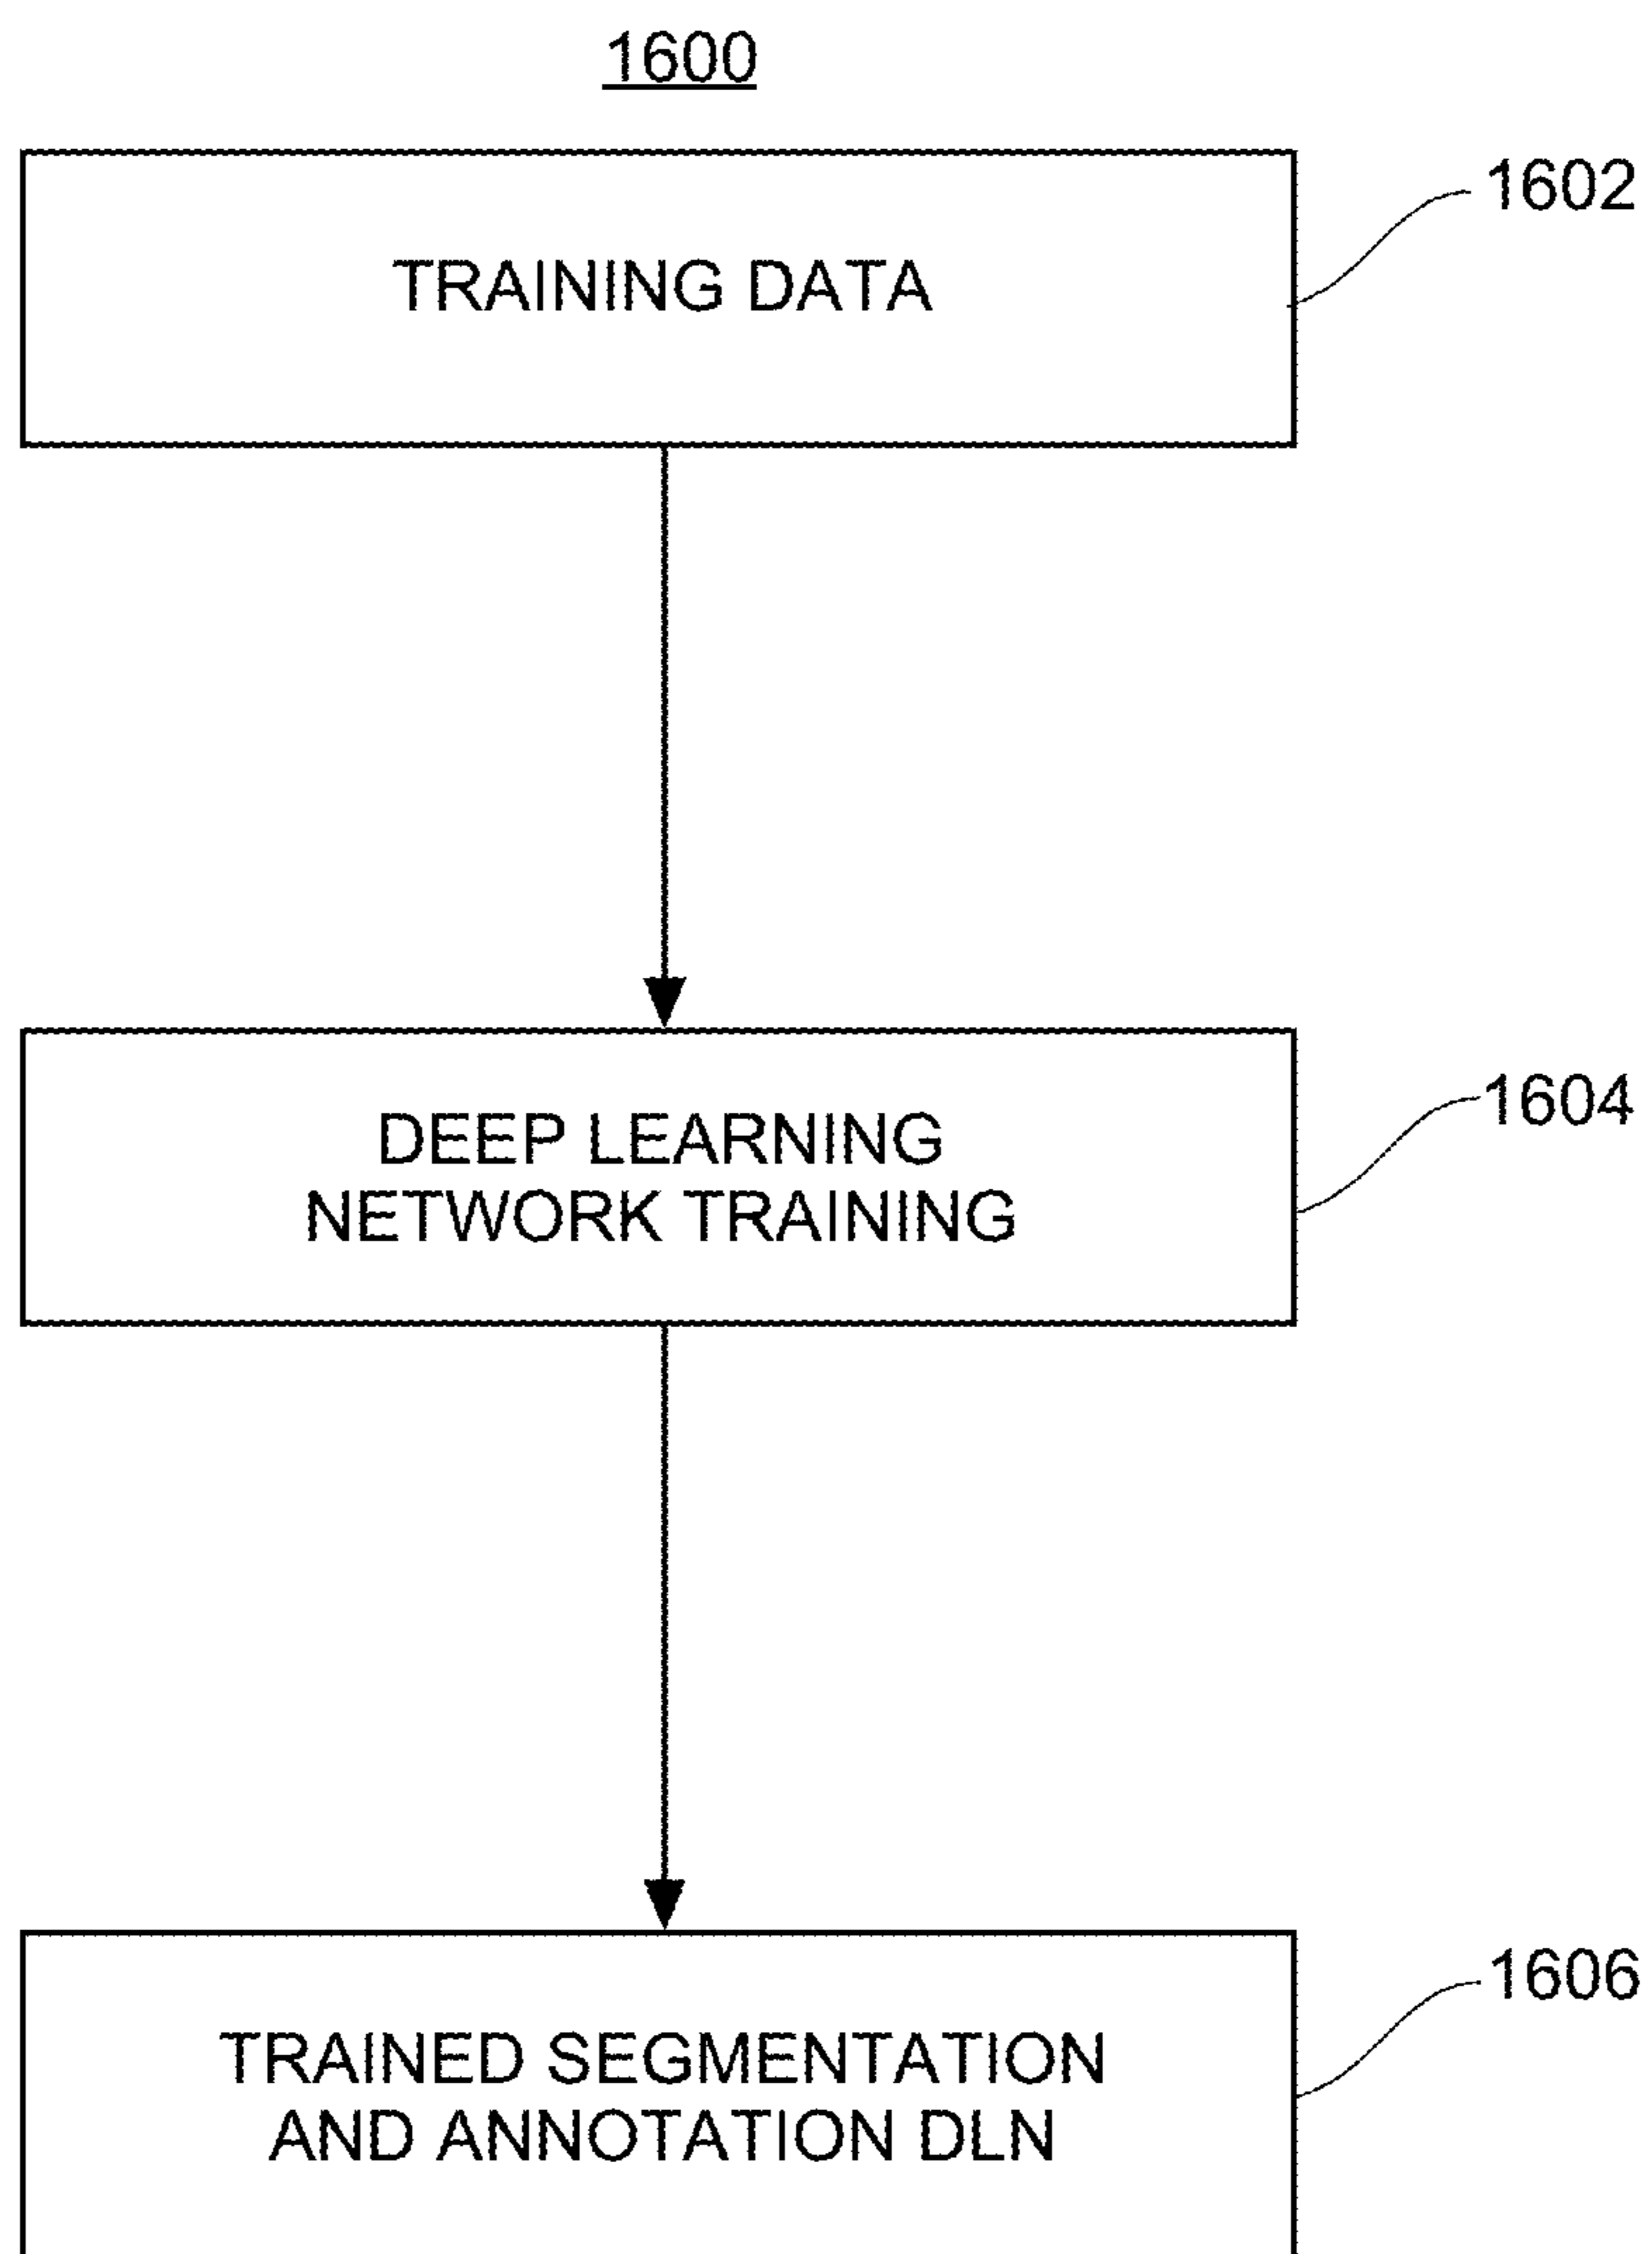 1600
TRAINING DATA
1602
DEEP LEARNING
NETWORK TRAINING
1604
TRAINED SEGMENTATION
AND ANNOTATION DLN
1606